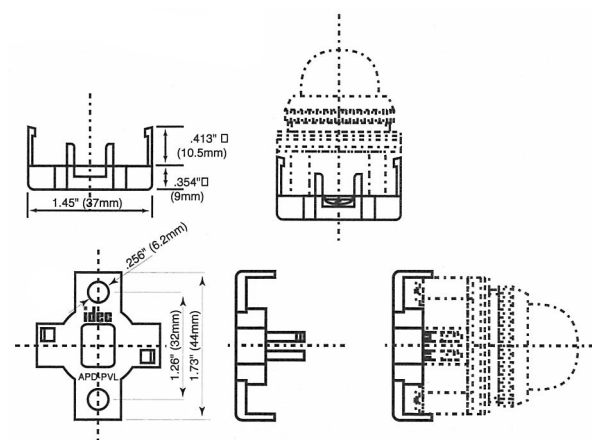 .413" □
(10.5mm)
.354"□
(9mm)
1.45" (37mm)
.256" (6.2mm)
idec
1.26" (32mm)
1.73" (44mm)
APD-PVL